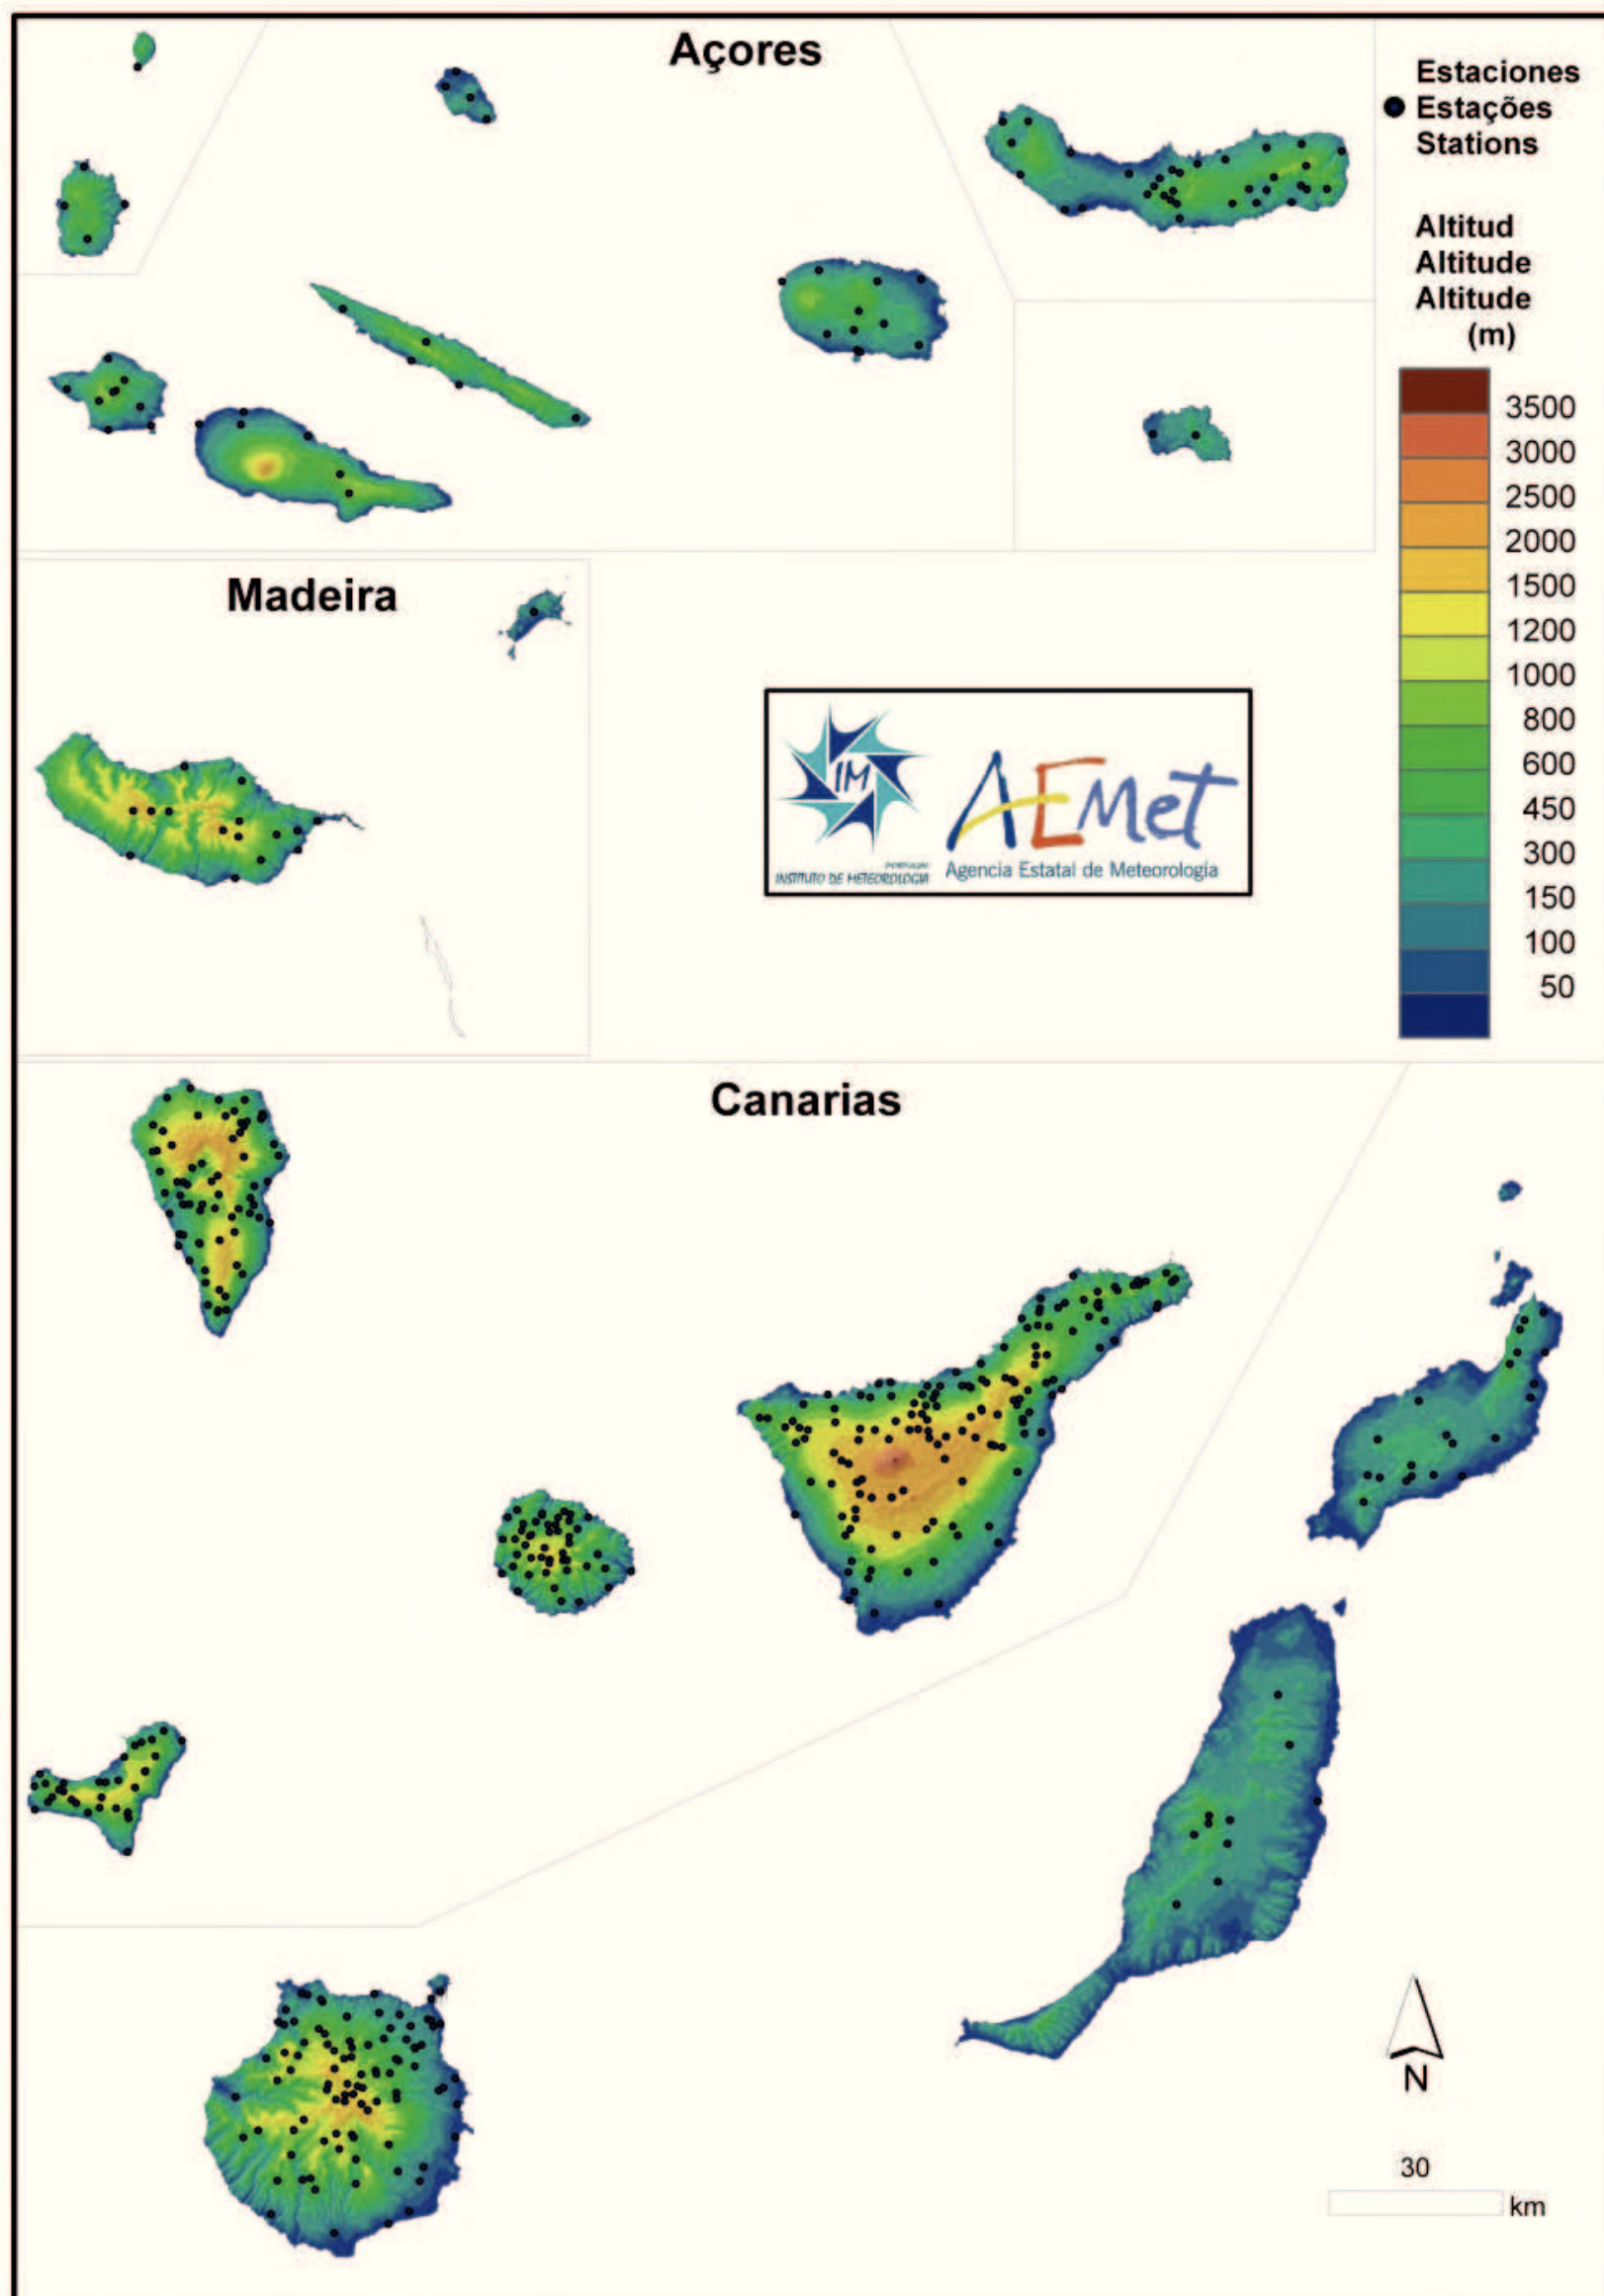 Açores
Estaciones
Estações
Stations
Altitud
Altitude
Altitude
(m)
3500
3000
2500
2000
1500
1200
1000
800
600
450
300
150
100
50
Madeira
IM
PORTUGAL
INSTITUTO DE METEOROLOGIA
AEMet
Agencia Estatal de Meteorología
Canarias
N
30
km